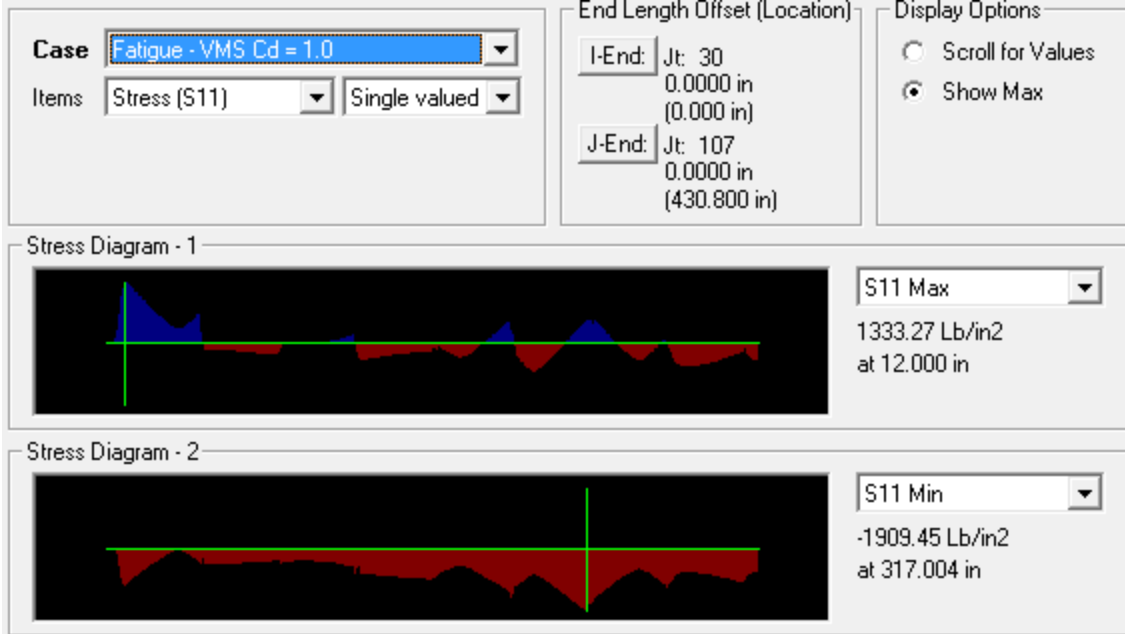 End Length Offset (Location)
Display Options
Case Fatigue - VMS Cd = 1.0
I-End: Jt: 30
0.0000 in
(0.000 in)
Scroll for Values
Items Stress (S11) Single valued
Show Max
J-End: Jt: 107
0.0000 in
(430.800 in)
Stress Diagram - 1
S11 Max
1333.27 Lb/in2
at 12.000 in
Stress Diagram - 2
S11 Min
-1909.45 Lb/in2
at 317.004 in